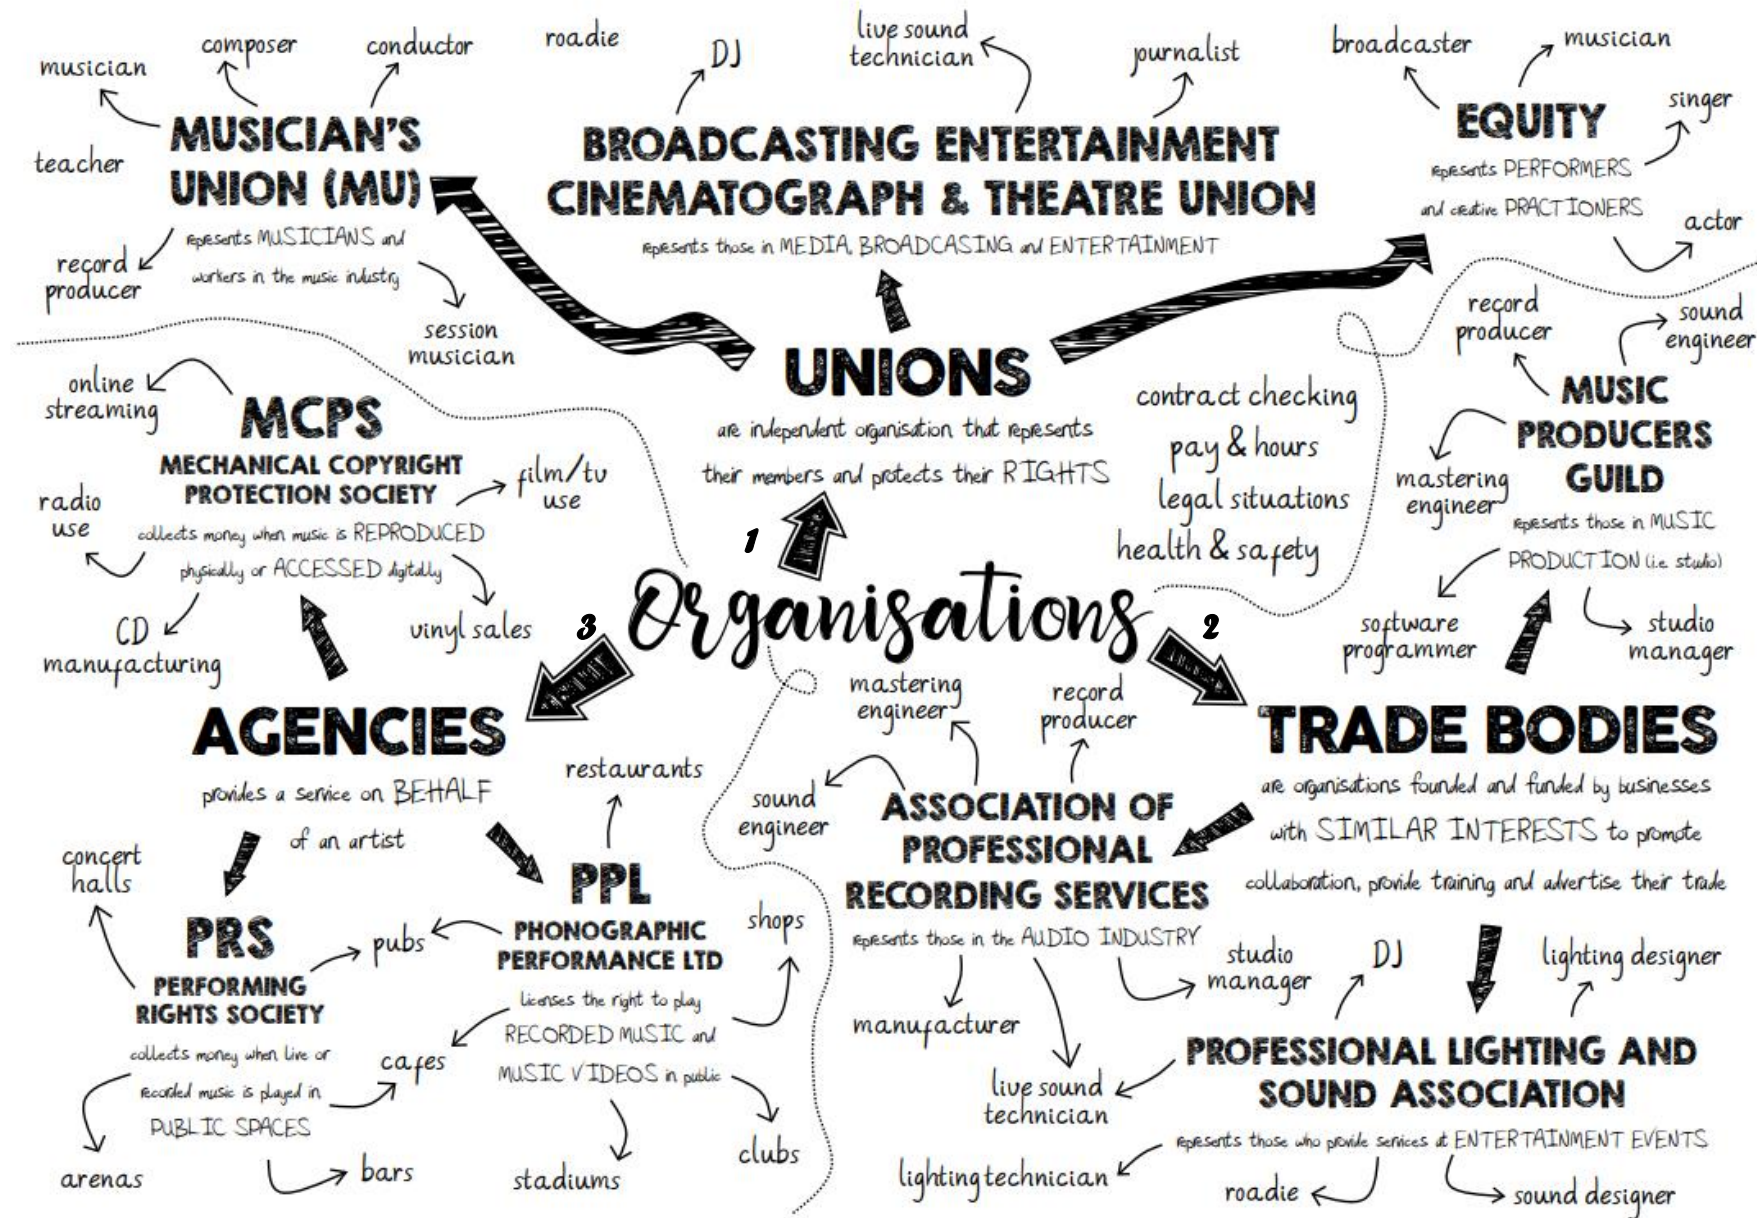 Organisations
1
UNIONS
are independent organisation that represents
their members and protects their RIGHTS
contract checking
pay & hours
legal situations
health & safety
MUSICIAN'S
UNION (MU)
represents MUSICIANS and
workers in the music industry
musician
composer
conductor
teacher
record
producer
session
musician
roadie
BROADCASTING ENTERTAINMENT
CINEMATOGRAPH & THEATRE UNION
represents those in MEDIA, BROADCASING and ENTERTAINMENT
DJ
live sound
technician
journalist
EQUITY
represents PERFORMERS
and creative PRACTIONERS
broadcaster
musician
singer
actor
2
TRADE BODIES
are organisations founded and funded by businesses
with SIMILAR INTERESTS to promote
collaboration, provide training and advertise their trade
MUSIC
PRODUCERS
GUILD
represents those in MUSIC
PRODUCTION (i.e. studio)
record
producer
sound
engineer
mastering
engineer
software
programmer
studio
manager
ASSOCIATION OF
PROFESSIONAL
RECORDING SERVICES
represents those in the AUDIO INDUSTRY
mastering
engineer
record
producer
sound
engineer
manufacturer
studio
manager
live sound
technician
PROFESSIONAL LIGHTING AND
SOUND ASSOCIATION
represents those who provide services at ENTERTAINMENT EVENTS
DJ
lighting designer
lighting technician
roadie
sound designer
3
AGENCIES
provides a service on BEHALF
of an artist
MCPS
MECHANICAL COPYRIGHT
PROTECTION SOCIETY
collects money when music is REPRODUCED
physically or ACCESSED digitally
online
streaming
radio
use
film/tv
use
CD
manufacturing
vinyl sales
PRS
PERFORMING
RIGHTS SOCIETY
collects money when live or
recorded music is played in
PUBLIC SPACES
concert
halls
pubs
cafes
arenas
bars
PPL
PHONOGRAPHIC
PERFORMANCE LTD
licenses the right to play
RECORDED MUSIC and
MUSIC VIDEOS in public
restaurants
shops
stadiums
clubs